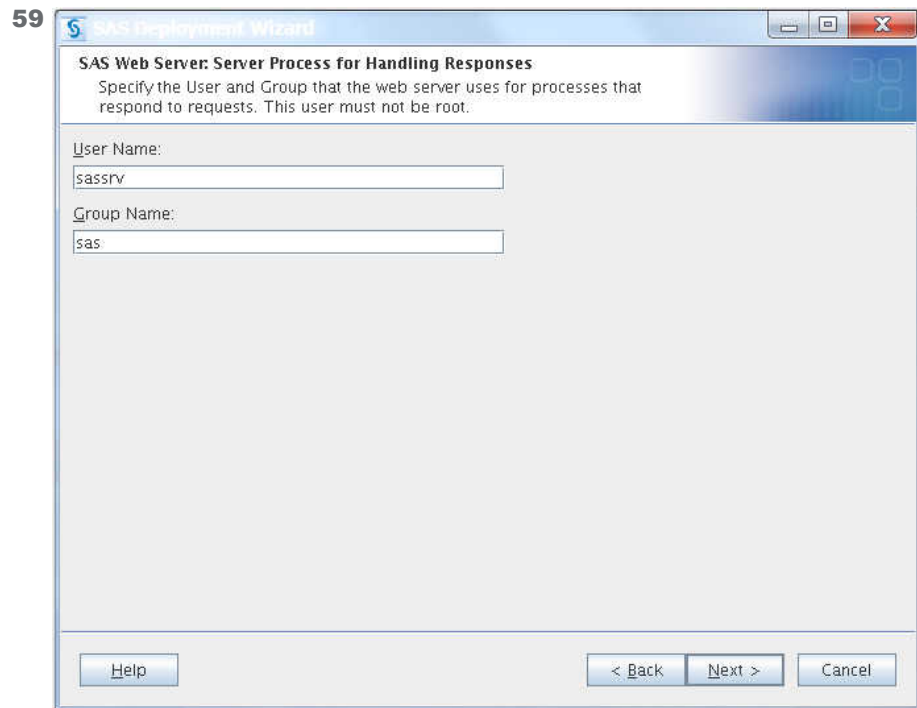 59
SAS Deployment Wizard
SAS Web Server: Server Process for Handling Responses
Specify the User and Group that the web server uses for processes that
respond to requests. This user must not be root.
User Name:
sassrv
Group Name:
sas
Help
< Back
Next >
Cancel